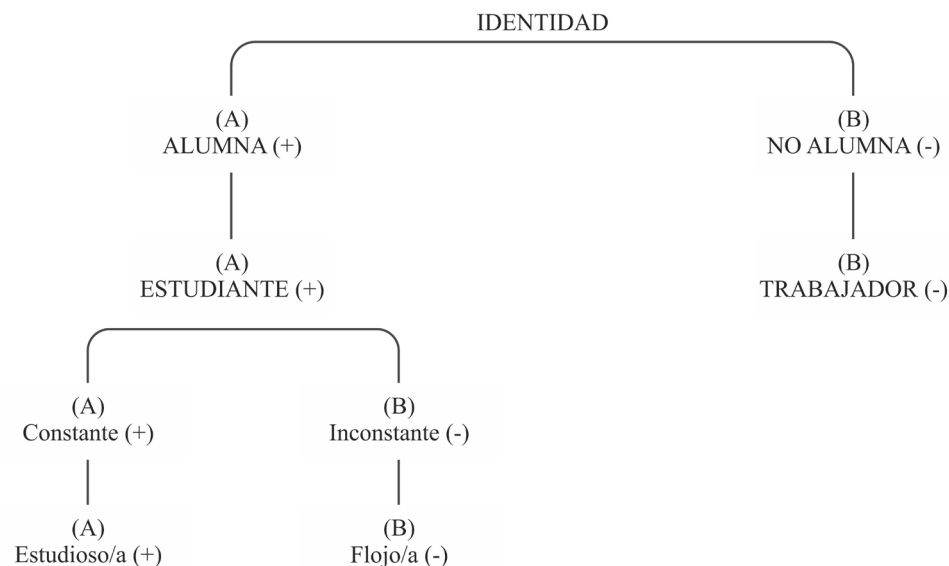 IDENTIDAD
(A)
ALUMNA (+)
(B)
NO ALUMNA (-)
(A)
ESTUDIANTE (+)
(B)
TRABAJADOR (-)
(A)
Constante (+)
(B)
Inconstante (-)
(A)
Estudioso/a (+)
(B)
Flojo/a (-)